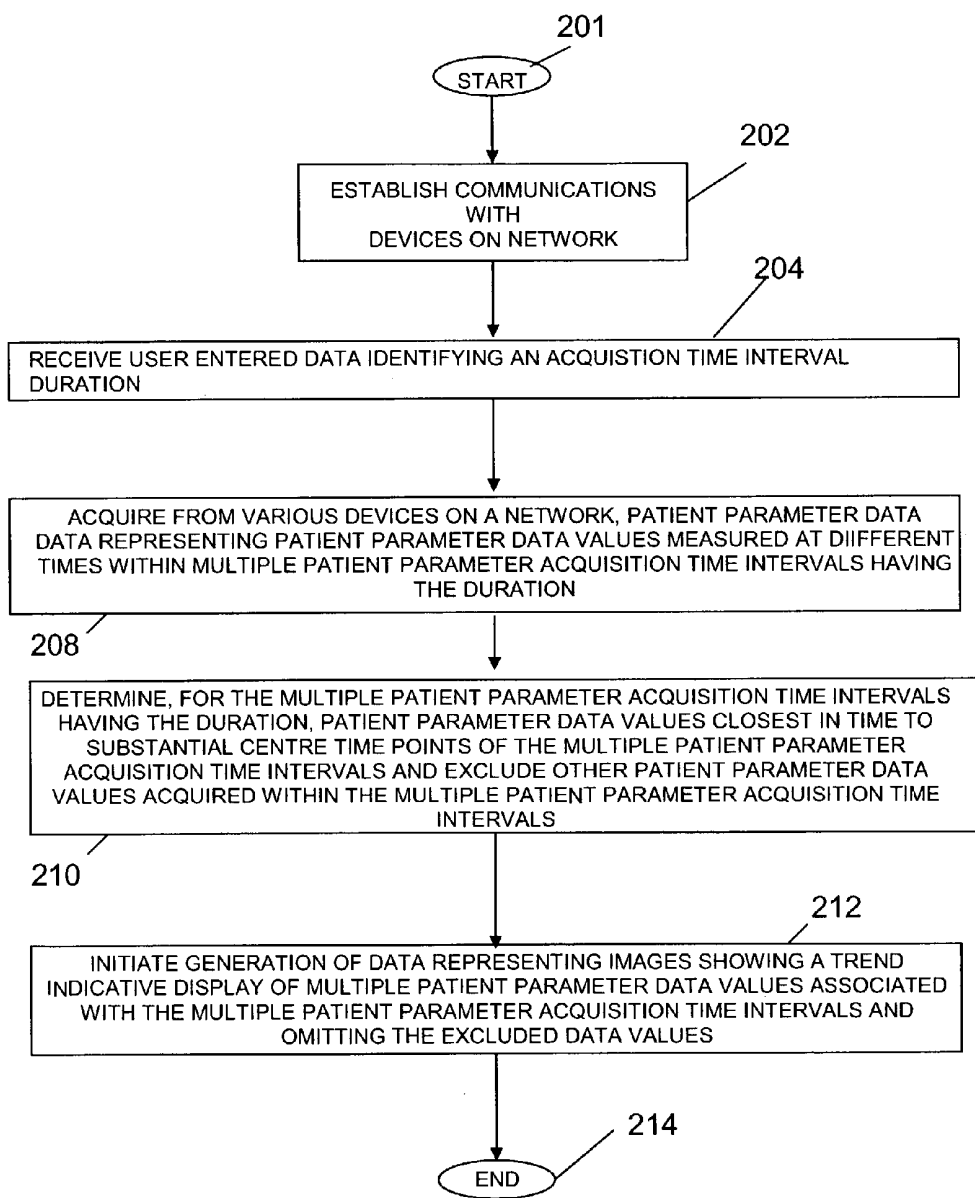 201
START
202
ESTABLISH COMMUNICATIONS
WITH
DEVICES ON NETWORK
204
RECEIVE USER ENTERED DATA IDENTIFYING AN ACQUISTION TIME INTERVAL
DURATION
ACQUIRE FROM VARIOUS DEVICES ON A NETWORK, PATIENT PARAMETER DATA
DATA REPRESENTING PATIENT PARAMETER DATA VALUES MEASURED AT DIIFFERENT
TIMES WITHIN MULTIPLE PATIENT PARAMETER ACQUISITION TIME INTERVALS HAVING
THE DURATION
208
DETERMINE, FOR THE MULTIPLE PATIENT PARAMETER ACQUISITION TIME INTERVALS
HAVING THE DURATION, PATIENT PARAMETER DATA VALUES CLOSEST IN TIME TO
SUBSTANTIAL CENTRE TIME POINTS OF THE MULTIPLE PATIENT PARAMETER
ACQUISITION TIME INTERVALS AND EXCLUDE OTHER PATIENT PARAMETER DATA
VALUES ACQUIRED WITHIN THE MULTIPLE PATIENT PARAMETER ACQUISITION TIME
INTERVALS
210
212
INITIATE GENERATION OF DATA REPRESENTING IMAGES SHOWING A TREND
INDICATIVE DISPLAY OF MULTIPLE PATIENT PARAMETER DATA VALUES ASSOCIATED
WITH THE MULTIPLE PATIENT PARAMETER ACQUISITION TIME INTERVALS AND
OMITTING THE EXCLUDED DATA VALUES
214
END